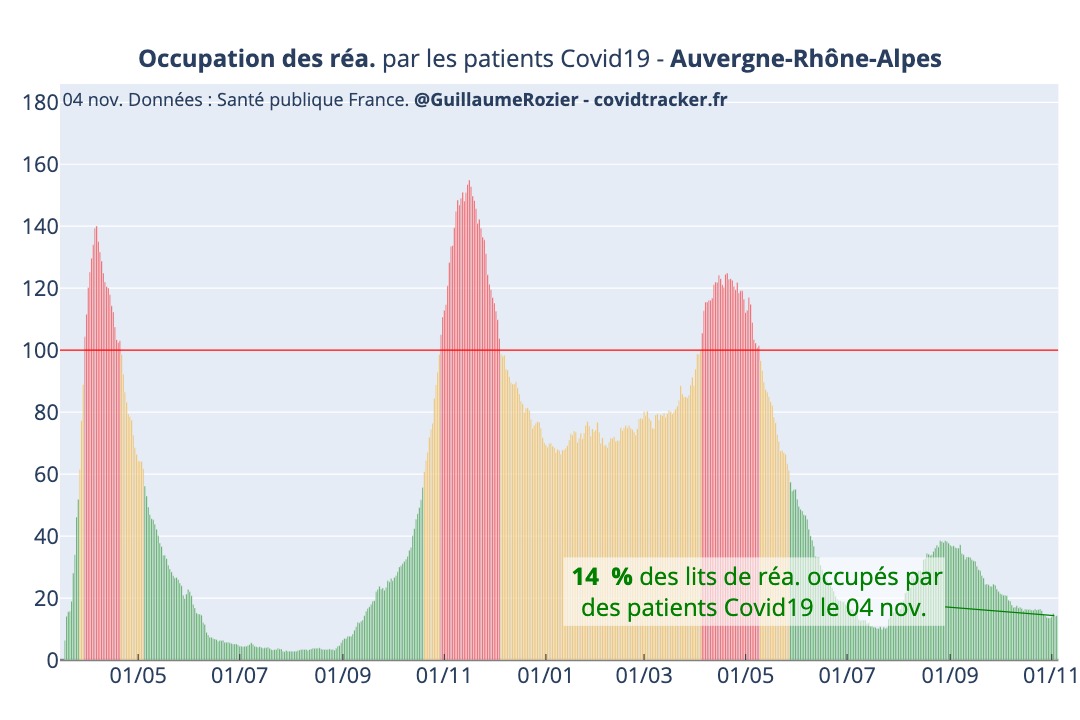 Occupation des réa. par les patients Covid19 - Auvergne-Rhône-Alpes
04 nov. Données : Santé publique France. @GuillaumeRozier - covidtracker.fr
180
160
140
120
100
80
60
40
20
0
14 % des lits de réa. occupés par
des patients Covid19 le 04 nov.
01/05 01/07 01/09 01/11 01/01 01/03 01/05 01/07 01/09 01/11